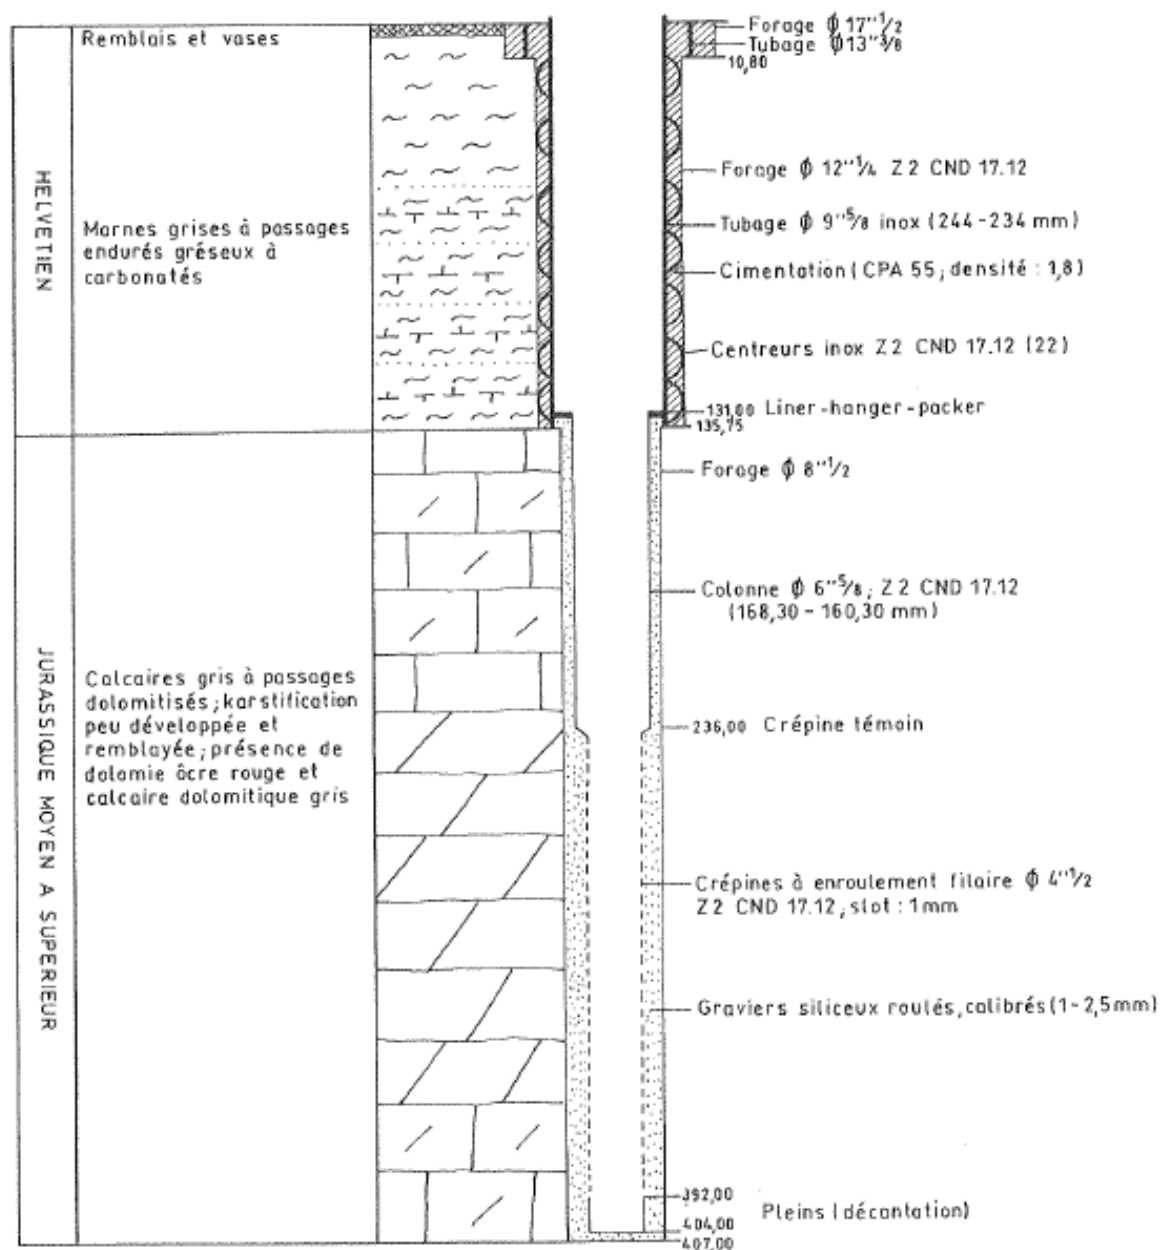 Remblais et vases
HELVETIEN
Marnes grises à passages
endurés gréseux à
carbonatés
JURASSIQUE MOYEN A SUPERIEUR
Calcaires gris à passages
dolomitisés; karstification
peu développée et
remblayée; présence de
dolomie ôcre rouge et
calcaire dolomitique gris
Forage ϕ 17"1/2
Tubage ϕ 13"3/8
10,80
Forage ϕ 12"1/4 Z 2 CND 17.12
Tubage ϕ 9"5/8 inox (244-234 mm)
Cimentation (CPA 55; densité : 1,8)
Centreurs inox Z 2 CND 17.12 (22)
131,00 Liner-hanger-packer
135,75
Forage ϕ 8"1/2
Colonne ϕ 6"5/8; Z 2 CND 17.12
(168,30 - 160,30 mm)
236,00 Crépine témoin
Crépines à enroulement filaire ϕ 4"1/2
Z 2 CND 17.12; slot : 1mm
Graviers siliceux roulés, calibrés (1-2,5mm)
392,00
Pleins (décantation)
404,00
407,00